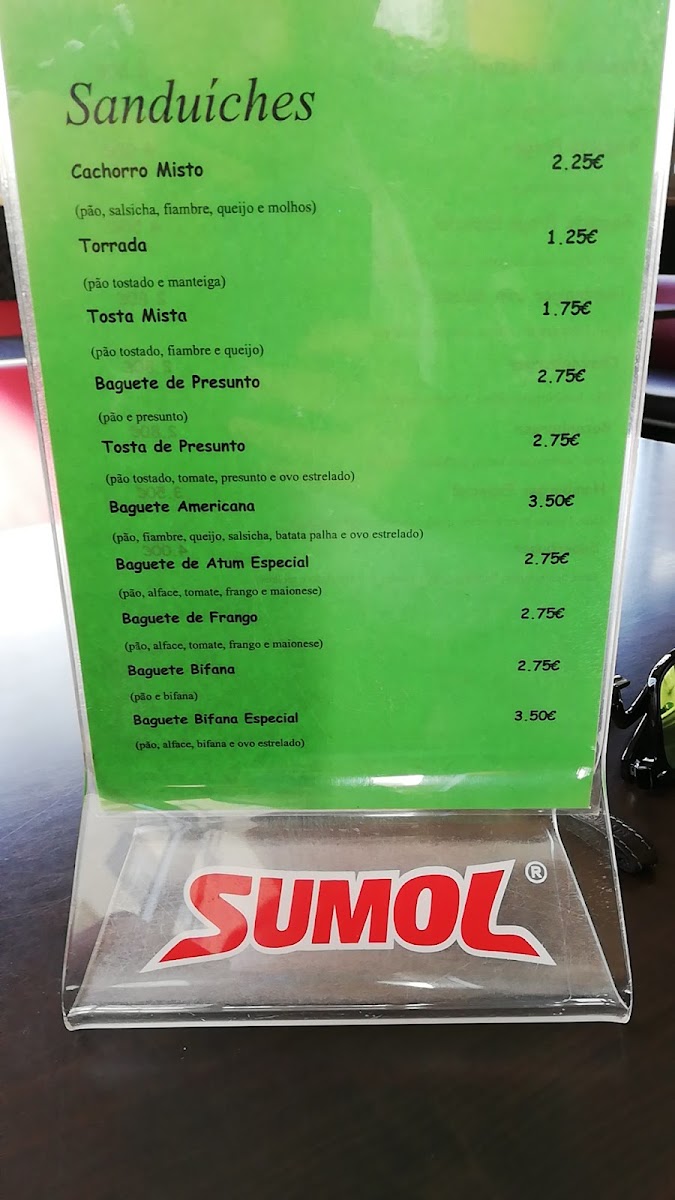 Sanduíches
Cachorro Misto 2.25€
(pão, salsicha, fiambre, queijo e molhos)
Torrada 1.25€
(pão tostado e manteiga)
Tosta Mista 1.75€
(pão tostado, fiambre e queijo)
Baguete de Presunto 2.75€
(pão e presunto)
Tosta de Presunto 2.75€
(pão tostado, tomate, presunto e ovo estrelado)
Baguete Americana 3.50€
(pão, fiambre, queijo, salsicha, batata palha e ovo estrelado)
Baguete de Atum Especial 2.75€
(pão, alface, tomate, frango e maionese)
Baguete de Frango 2.75€
(pão, alface, tomate, frango e maionese)
Baguete Bifana 2.75€
(pão e bifana)
Baguete Bifana Especial 3.50€
(pão, alface, bifana e ovo estrelado)
SUMOL®